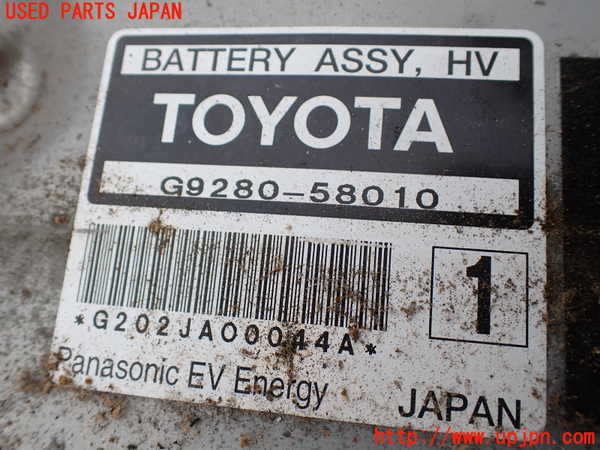 USED PARTS JAPAN
BATTERY ASSY, HV
TOYOTA
G9280-58010
1
*G202JA00044A*
Panasonic EV Energy
JAPAN
http://www.upjpn.com